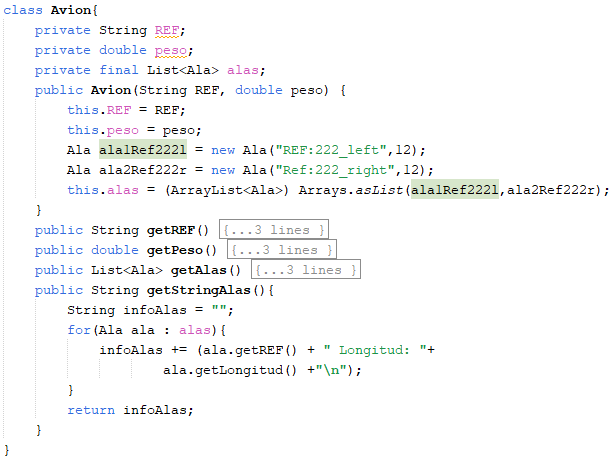 class Avion{
    private String REF;
    private double peso;
    private final List<Ala> alas;
    public Avion(String REF, double peso) {
        this.REF = REF;
        this.peso = peso;
        Ala ala1Ref222l = new Ala("REF:222_left",12);
        Ala ala2Ref222r = new Ala("Ref:222_right",12);
        this.alas = (ArrayList<Ala>) Arrays.asList(ala1Ref222l,ala2Ref222r);
    }
    public String getREF() {...3 lines }
    public double getPeso() {...3 lines }
    public List<Ala> getAlas() {...3 lines }
    public String getStringAlas(){
        String infoAlas = "";
        for(Ala ala : alas){
            infoAlas += (ala.getREF() + " Longitud: "+
                    ala.getLongitud() +"\n");
        }
        return infoAlas;
    }
}